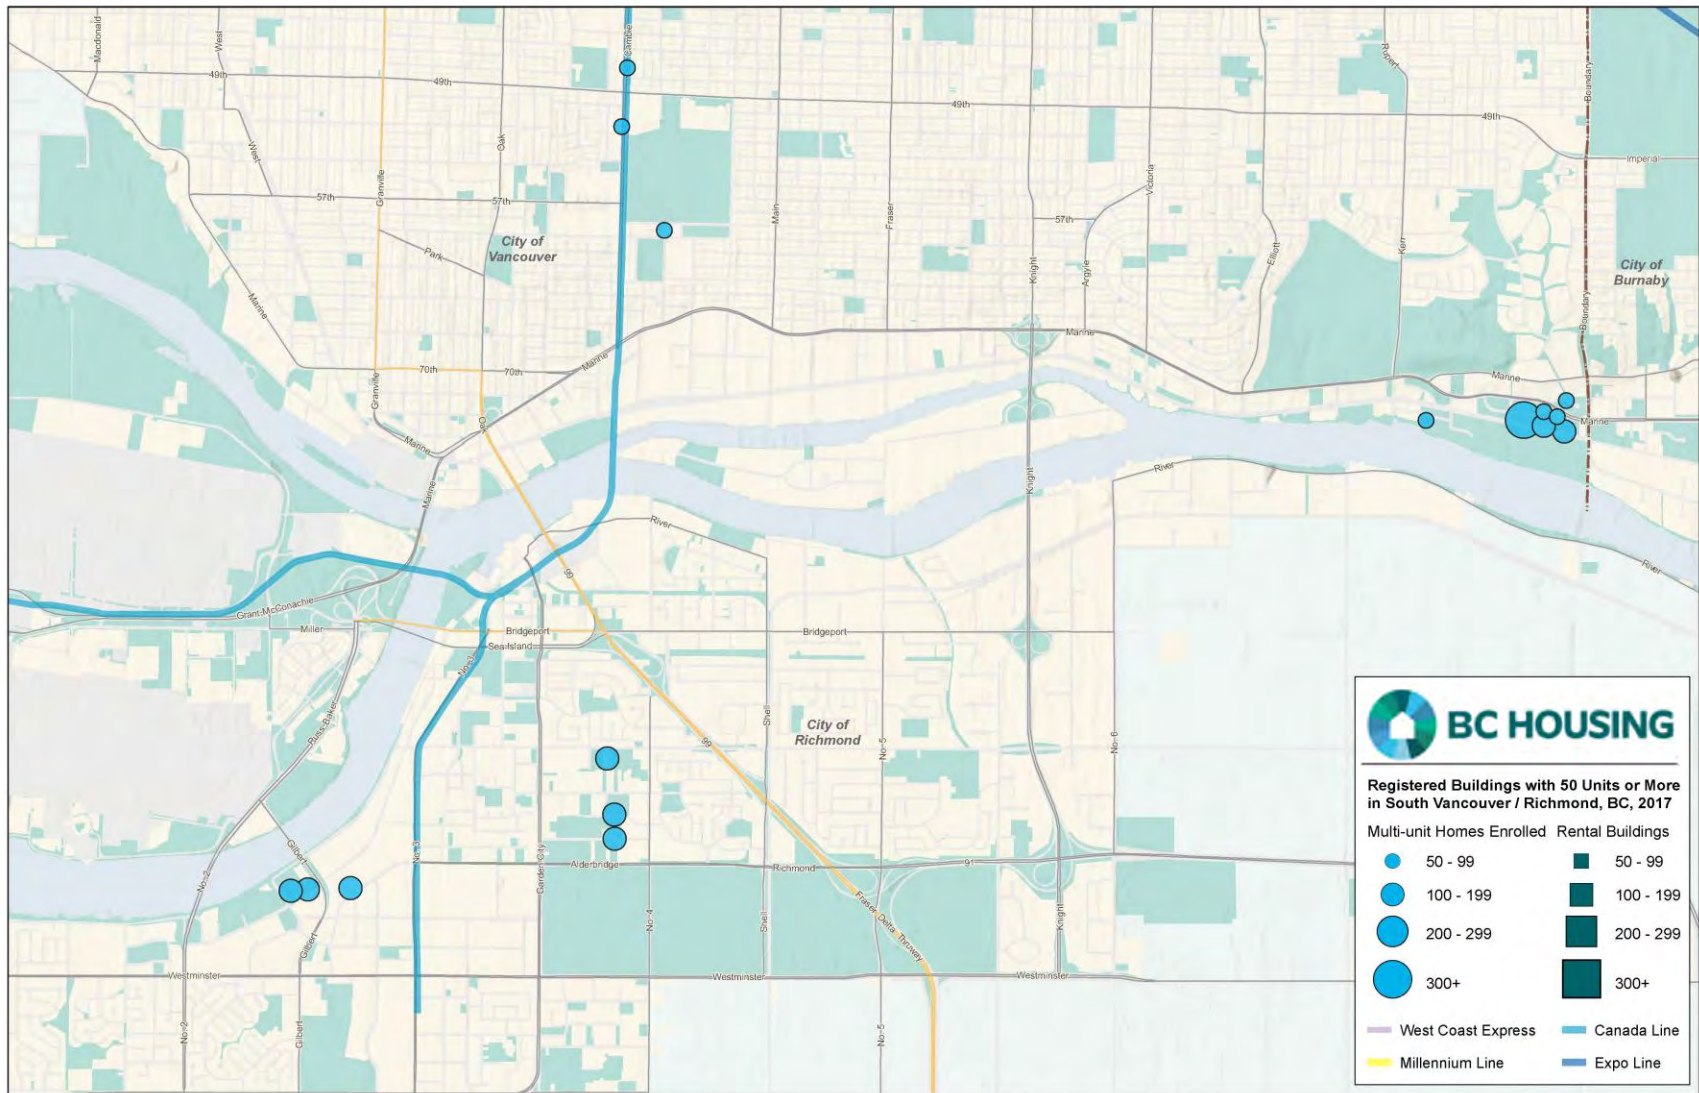 Macdonald
West
Cambie
Rupert
Boundary
49th
49th
49th
49th
West
Oak
Imperial
Granville
57th
57th
Main
Fraser
57th
Victoria
City of
Vancouver
Park
Knight
Argyle
Elliott
Kerr
City of
Burnaby
Boundary
Marine
Marine
Marine
70th
70th
Marine
Granville
Oak
Marine
Marine
Marine
Knight
River
River
River
99
Grant McConachie
Miller
Bridgeport
Bridgeport
Sea Island
No. 3
Russ Baker
Shell
City of
Richmond
99
No. 5
No. 6
Gilbert
No. 3
Garden City
Alderbridge
Richmond
91
No. 2
Gilbert
No. 4
Shell
Fraser Delta Thruway
Knight
Westminster
Westminster
Westminster
No. 2
Gilbert
No. 5
BC HOUSING
Registered Buildings with 50 Units or More
in South Vancouver / Richmond, BC, 2017
Multi-unit Homes Enrolled Rental Buildings
50 - 99 50 - 99
100 - 199 100 - 199
200 - 299 200 - 299
300+ 300+
West Coast Express Canada Line
Millennium Line Expo Line